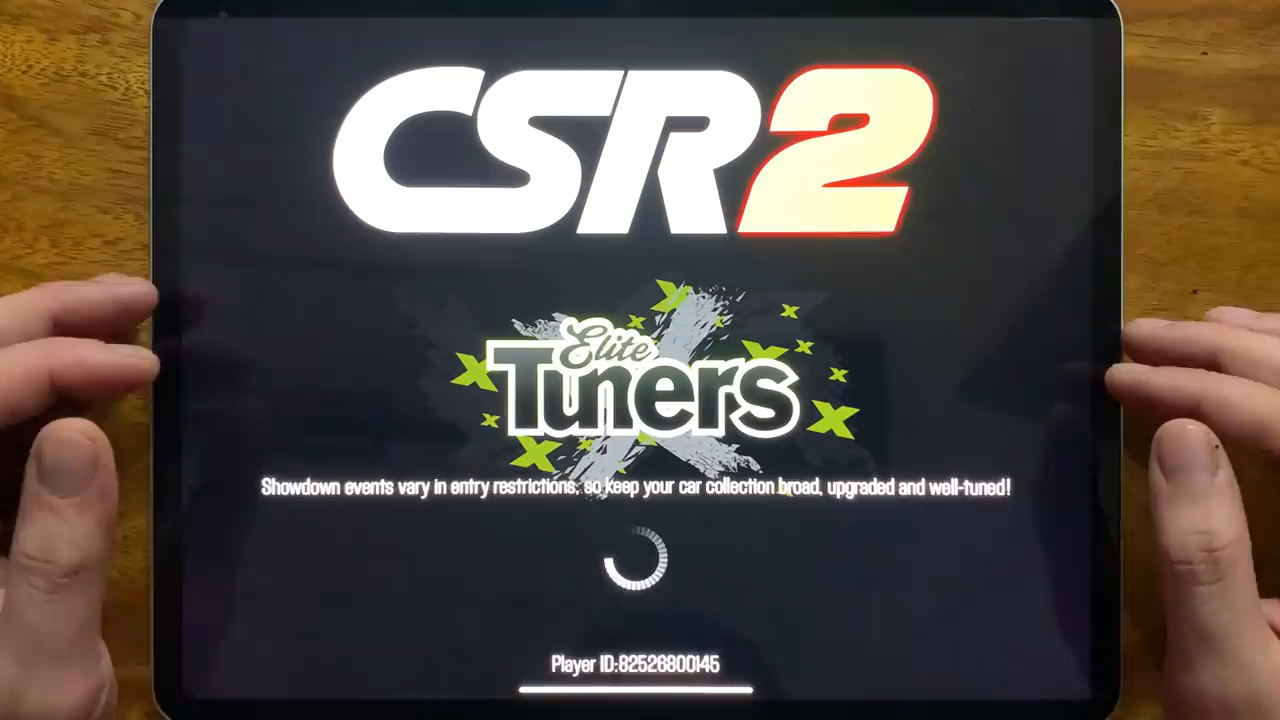 CSR2
Elite
Tuners
Showdown events vary in entry restrictions, so keep your car collection broad, upgraded and well-tuned!
Player ID:82526800145